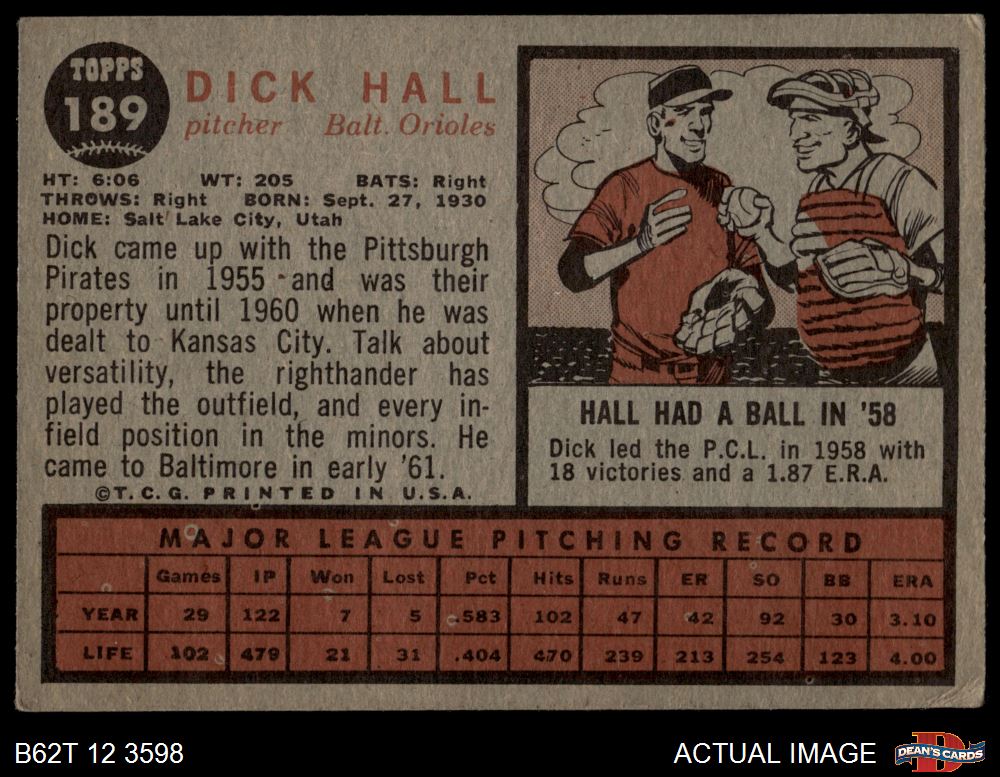 TOPPS
189
DICK HALL
pitcher Balt. Orioles
HT: 6:06 WT: 205 BATS: Right
THROWS: Right BORN: Sept. 27, 1930
HOME: Salt Lake City, Utah
Dick came up with the Pittsburgh
Pirates in 1955 and was their
property until 1960 when he was
dealt to Kansas City. Talk about
versatility, the righthander has
played the outfield, and every in-
field position in the minors. He
came to Baltimore in early '61.
©T.C.G. PRINTED IN U.S.A.
HALL HAD A BALL IN '58
Dick led the P.C.L. in 1958 with
18 victories and a 1.87 E.R.A.
MAJOR LEAGUE PITCHING RECORD
Games IP Won Lost Pct Hits Runs ER SO BB ERA
YEAR 29 122 7 5 .583 102 47 42 92 30 3.10
LIFE 102 479 21 31 .404 470 239 213 254 123 4.00
B62T 12 3598
ACTUAL IMAGE
DEAN'S CARDS